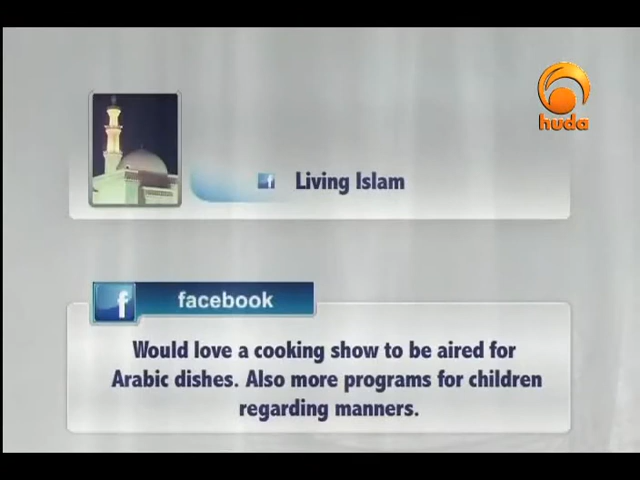 huda
f Living Islam
f facebook
Would love a cooking show to be aired for
Arabic dishes. Also more programs for children
regarding manners.